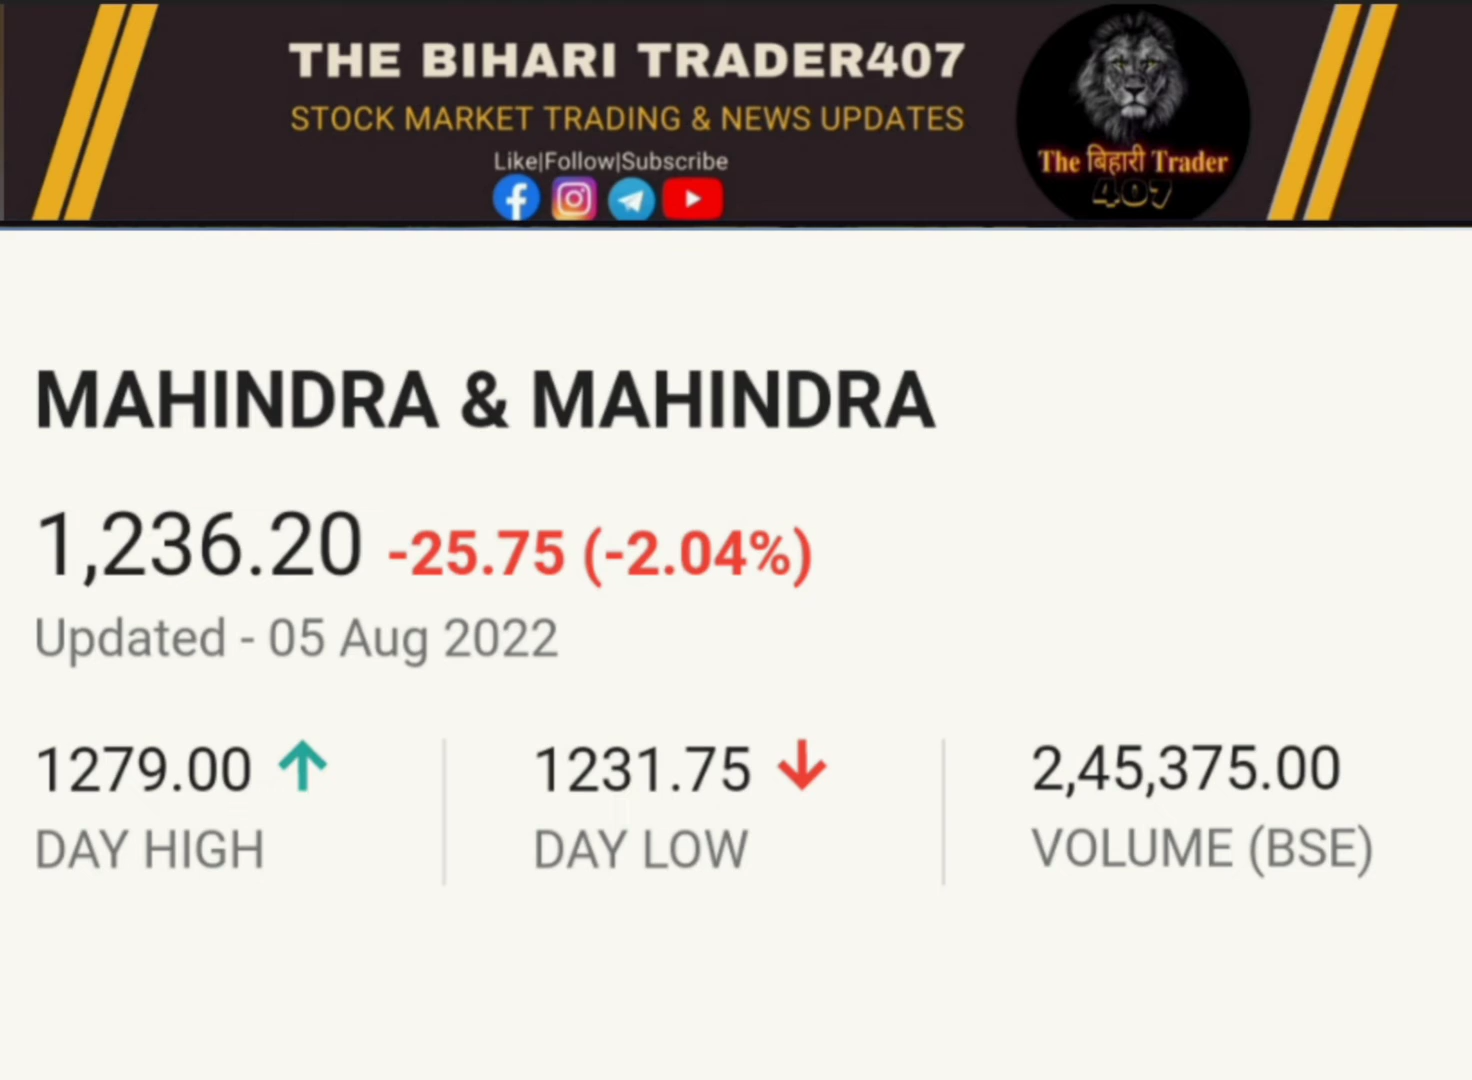 THE BIHARI TRADER407
STOCK MARKET TRADING & NEWS UPDATES
Like|Follow|Subscribe
The बिहारी Trader
407
MAHINDRA & MAHINDRA
1,236.20 -25.75 (-2.04%)
Updated - 05 Aug 2022
1279.00 ↑ 1231.75 ↓ 2,45,375.00
DAY HIGH DAY LOW VOLUME (BSE)